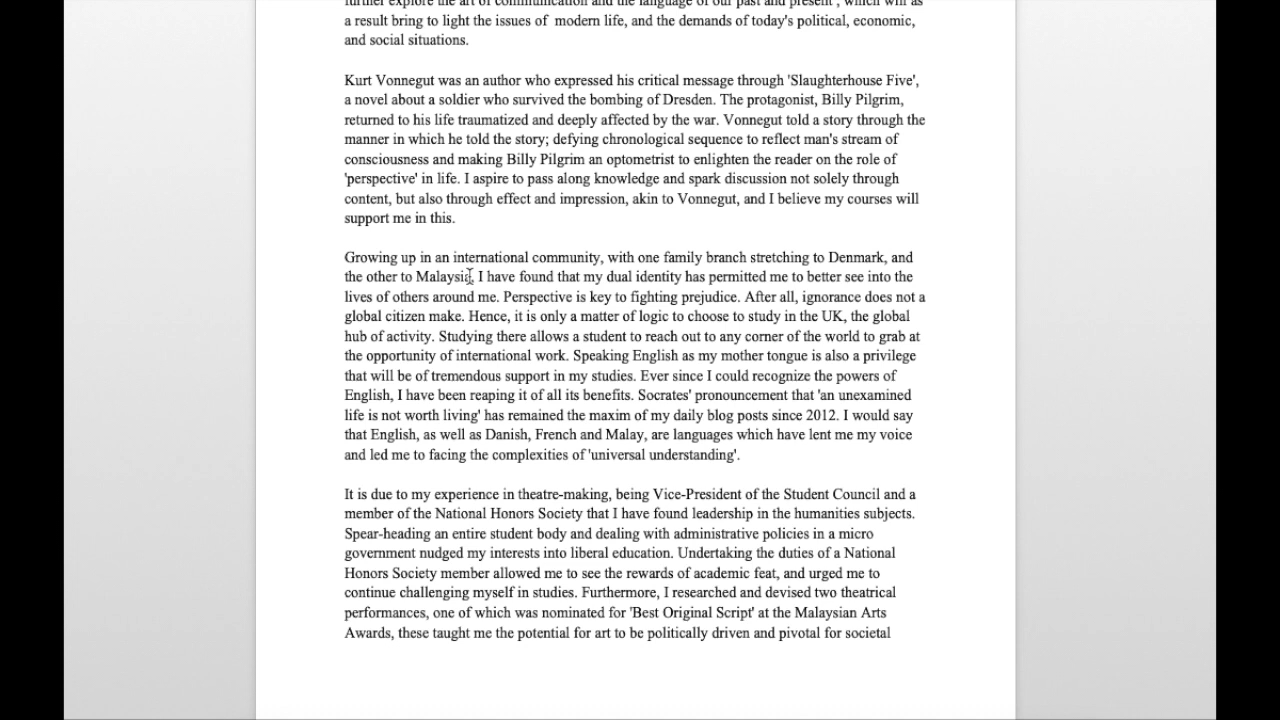 further explore the art of communication and the language of our past and present , which will as
a result bring to light the issues of  modern life, and the demands of today's political, economic,
and social situations.
Kurt Vonnegut was an author who expressed his critical message through 'Slaughterhouse Five',
a novel about a soldier who survived the bombing of Dresden. The protagonist, Billy Pilgrim,
returned to his life traumatized and deeply affected by the war. Vonnegut told a story through the
manner in which he told the story; defying chronological sequence to reflect man's stream of
consciousness and making Billy Pilgrim an optometrist to enlighten the reader on the role of
'perspective' in life. I aspire to pass along knowledge and spark discussion not solely through
content, but also through effect and impression, akin to Vonnegut, and I believe my courses will
support me in this.
Growing up in an international community, with one family branch stretching to Denmark, and
the other to Malaysia, I have found that my dual identity has permitted me to better see into the
lives of others around me. Perspective is key to fighting prejudice. After all, ignorance does not a
global citizen make. Hence, it is only a matter of logic to choose to study in the UK, the global
hub of activity. Studying there allows a student to reach out to any corner of the world to grab at
the opportunity of international work. Speaking English as my mother tongue is also a privilege
that will be of tremendous support in my studies. Ever since I could recognize the powers of
English, I have been reaping it of all its benefits. Socrates' pronouncement that 'an unexamined
life is not worth living' has remained the maxim of my daily blog posts since 2012. I would say
that English, as well as Danish, French and Malay, are languages which have lent me my voice
and led me to facing the complexities of 'universal understanding'.
It is due to my experience in theatre-making, being Vice-President of the Student Council and a
member of the National Honors Society that I have found leadership in the humanities subjects.
Spear-heading an entire student body and dealing with administrative policies in a micro
government nudged my interests into liberal education. Undertaking the duties of a National
Honors Society member allowed me to see the rewards of academic feat, and urged me to
continue challenging myself in studies. Furthermore, I researched and devised two theatrical
performances, one of which was nominated for 'Best Original Script' at the Malaysian Arts
Awards, these taught me the potential for art to be politically driven and pivotal for societal